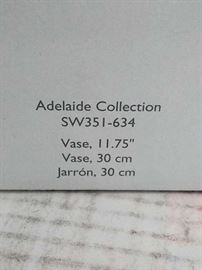 Adelaide Collection
SW351-634
Vase, 11.75"
Vase, 30 cm
Jarrón, 30 cm